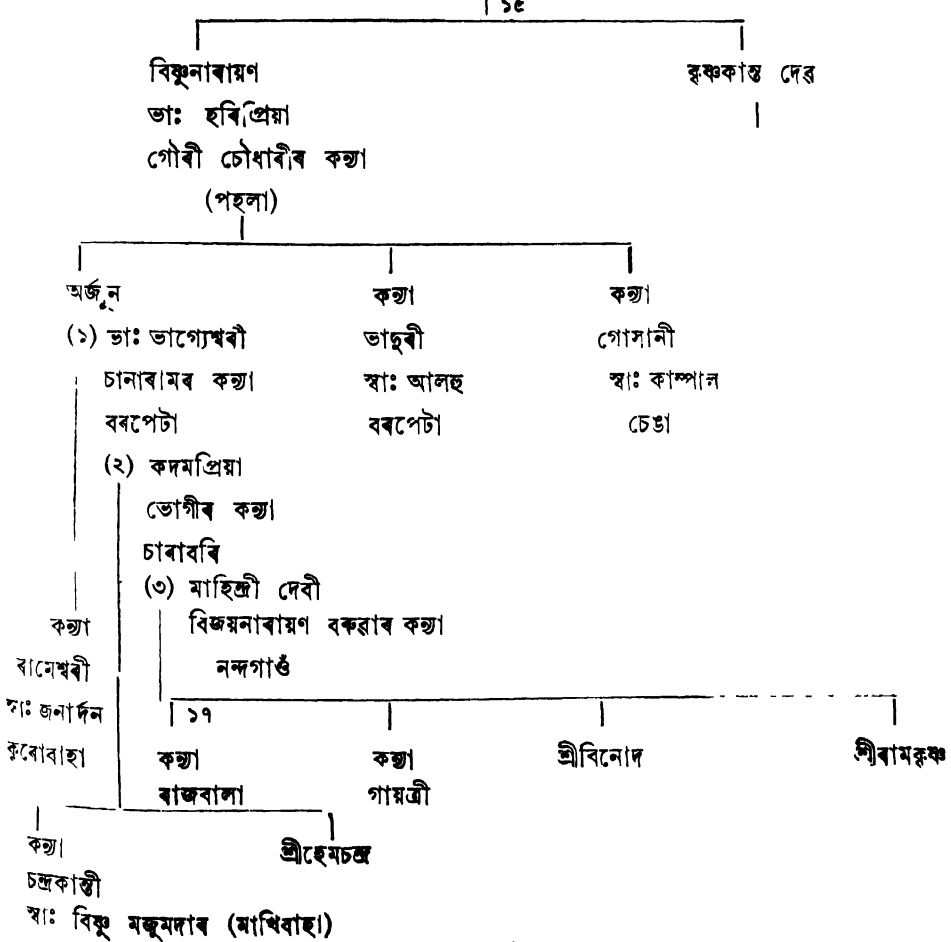 ১৫
বিষ্ণুনাৰায়ণ কৃষ্ণকান্ত দেৱ
ভাঃ হৰিপ্ৰিয়া
গৌৰী চৌধাৰীৰ কন্যা
(পহলা)
অৰ্জুন কন্যা কন্যা
(১) ভাঃ ভাগ্যেশ্বৰী ভাদুৰী গোসানী
চানাৰামৰ কন্যা স্বাঃ আলহু স্বাঃ কাম্পাল
বৰপেটা বৰপেটা চেঙা
(২) কদমপ্ৰিয়া
ভোগীৰ কন্যা
চাৰাবৰি
(৩) মাহিন্দ্ৰী দেবী
কন্যা বিজয়নাৰায়ণ বৰুৱাৰ কন্যা
ৰামেশ্বৰী নন্দগাওঁ
স্বাঃ জনাৰ্দন ১৭
কুৰোবাহা কন্যা কন্যা শ্ৰীবিনোদ শ্ৰীৰামকৃষ্ণ
ৰাজবালা গায়ত্ৰী
কন্যা শ্ৰীহেমচন্দ্ৰ
চন্দ্ৰকান্তী
স্বাঃ বিষ্ণু মজুমদাৰ (মাখিবাহা)